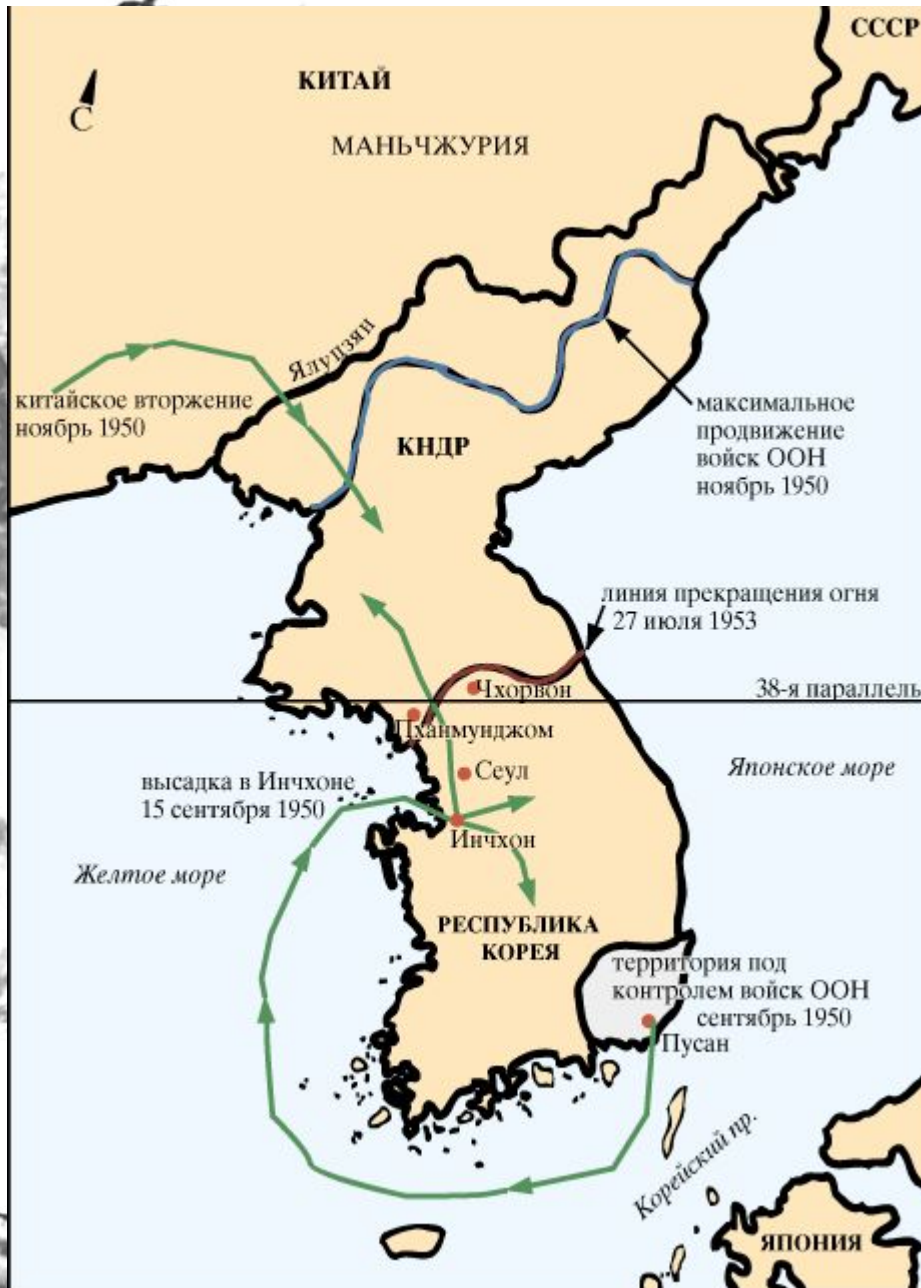 СССР
КИТАЙ
С
МАНЬЧЖУРИЯ
Ялуцзян
китайское вторжение
ноябрь 1950
максимальное
продвижение
войск ООН
ноябрь 1950
КНДР
линия прекращения огня
27 июля 1953
Чхорвон
38-я параллель
Пханмунджом
Сеул
Японское море
высадка в Инчхоне
15 сентября 1950
Инчхон
Желтое море
РЕСПУБЛИКА
КОРЕЯ
территория под
контролем войск ООН
сентябрь 1950
Пусан
Корейский пр.
ЯПОНИЯ